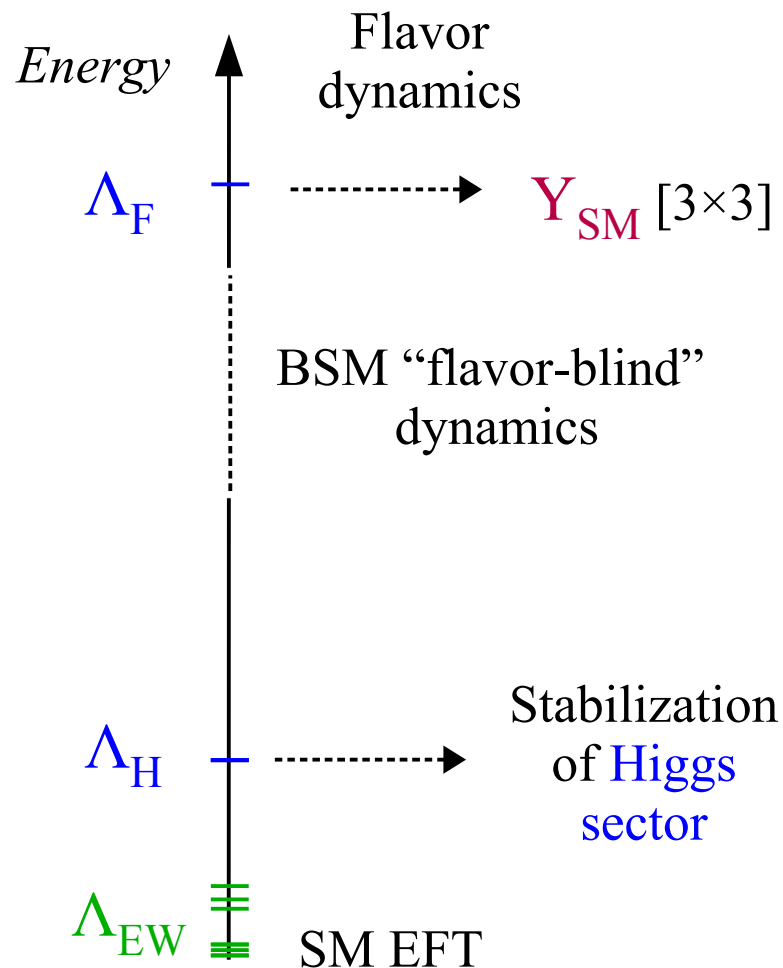 Flavor
dynamics
Energy
Λ_F
Y_SM [3×3]
BSM “flavor-blind”
dynamics
Λ_H
Stabilization
of Higgs
sector
Λ_EW
SM EFT